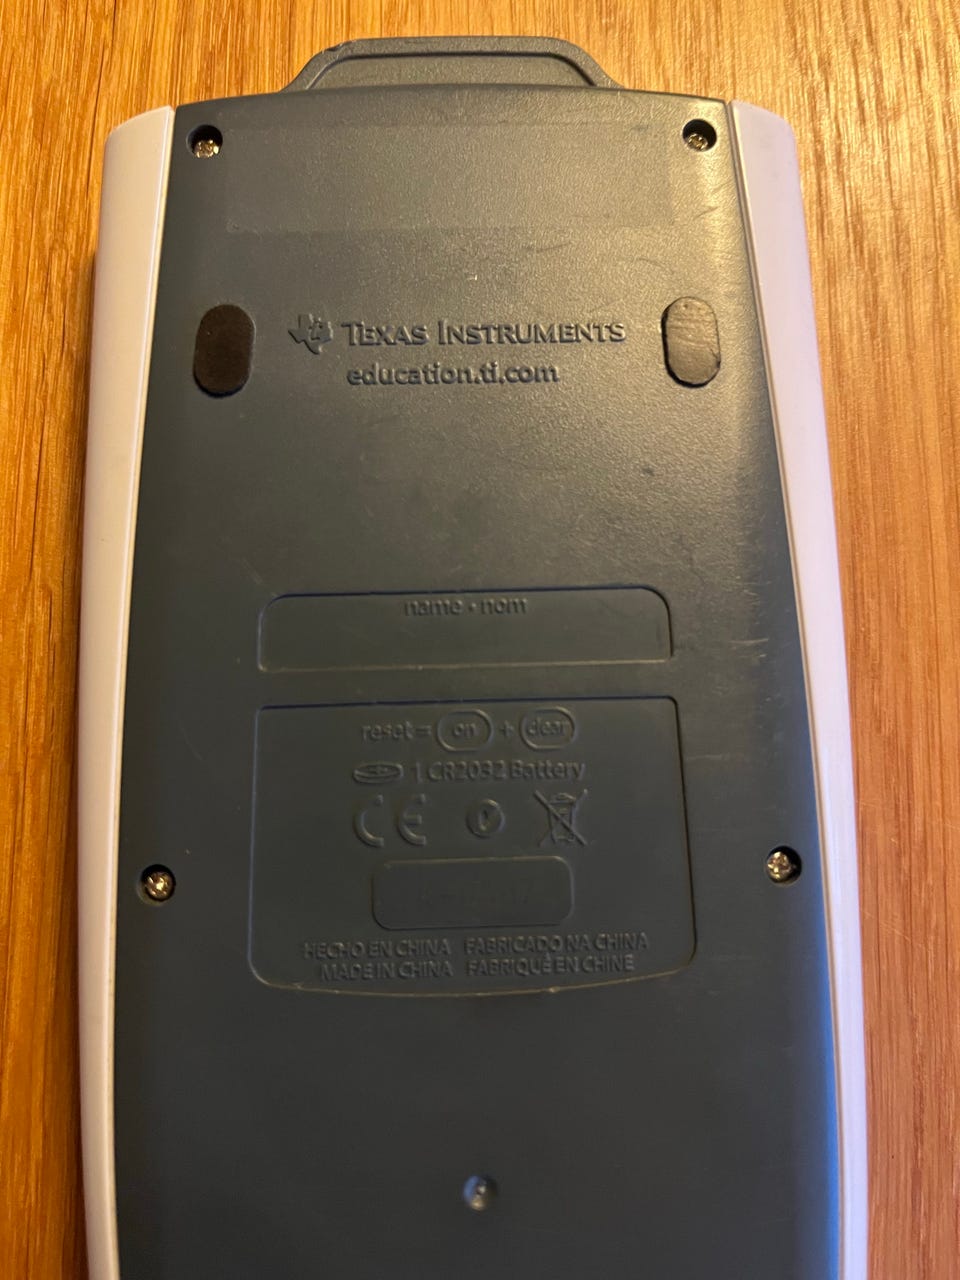 TEXAS INSTRUMENTS
education.ti.com
name • nom
reset = on + clear
1 CR2032 Battery
CE
HECHO EN CHINA FABRICADO NA CHINA
MADE IN CHINA FABRIQUÉ EN CHINE